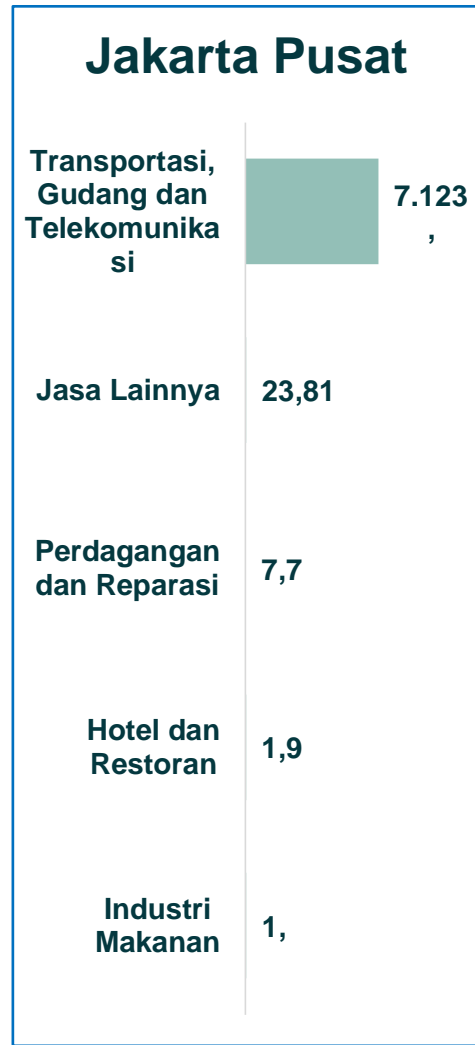 Jakarta Pusat
Transportasi,
Gudang dan
Telekomunika
si
7.123
,
Jasa Lainnya
23,81
Perdagangan
dan Reparasi
7,7
Hotel dan
Restoran
1,9
Industri
Makanan
1,